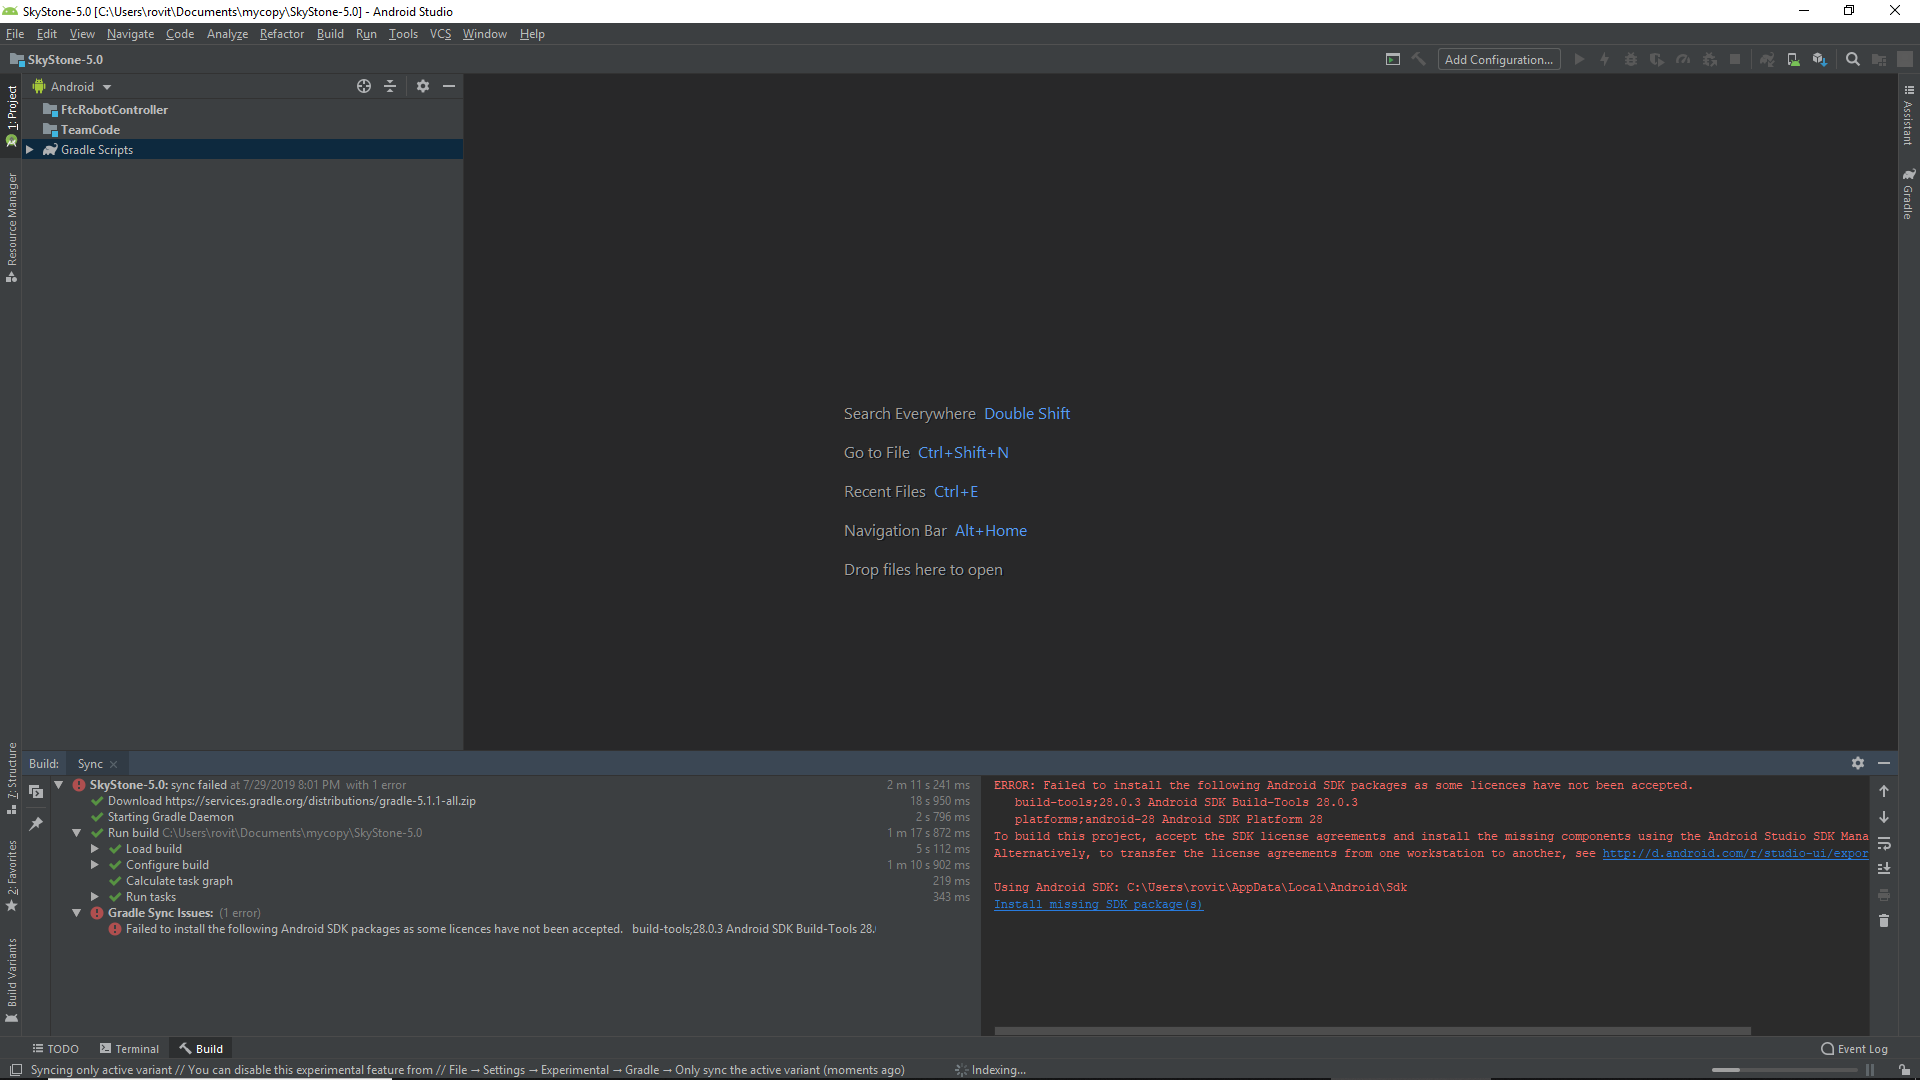 SkyStone-5.0 [C:\Users\rovit\Documents\mycopy\SkyStone-5.0] - Android Studio
File Edit View Navigate Code Analyze Refactor Build Run Tools VCS Window Help
SkyStone-5.0
Add Configuration...
1: Project
Resource Manager
Android
FtcRobotController
TeamCode
Gradle Scripts
Assistant
Gradle
Search Everywhere Double Shift
Go to File Ctrl+Shift+N
Recent Files Ctrl+E
Navigation Bar Alt+Home
Drop files here to open
7: Structure
2: Favorites
Build Variants
Build: Sync
SkyStone-5.0: sync failed at 7/29/2019 8:01 PM with 1 error 2 m 11 s 241 ms
Download https://services.gradle.org/distributions/gradle-5.1.1-all.zip 18 s 950 ms
Starting Gradle Daemon 2 s 796 ms
Run build C:\Users\rovit\Documents\mycopy\SkyStone-5.0 1 m 17 s 872 ms
Load build 5 s 112 ms
Configure build 1 m 10 s 902 ms
Calculate task graph 219 ms
Run tasks 343 ms
Gradle Sync Issues: (1 error)
Failed to install the following Android SDK packages as some licences have not been accepted. build-tools;28.0.3 Android SDK Build-Tools 28.
ERROR: Failed to install the following Android SDK packages as some licences have not been accepted.
build-tools;28.0.3 Android SDK Build-Tools 28.0.3
platforms;android-28 Android SDK Platform 28
To build this project, accept the SDK license agreements and install the missing components using the Android Studio SDK Mana
Alternatively, to transfer the license agreements from one workstation to another, see http://d.android.com/r/studio-ui/expor
Using Android SDK: C:\Users\rovit\AppData\Local\Android\Sdk
Install missing SDK package(s)
TODO Terminal Build Event Log
Syncing only active variant // You can disable this experimental feature from // File → Settings → Experimental → Gradle → Only sync the active variant (moments ago) Indexing...